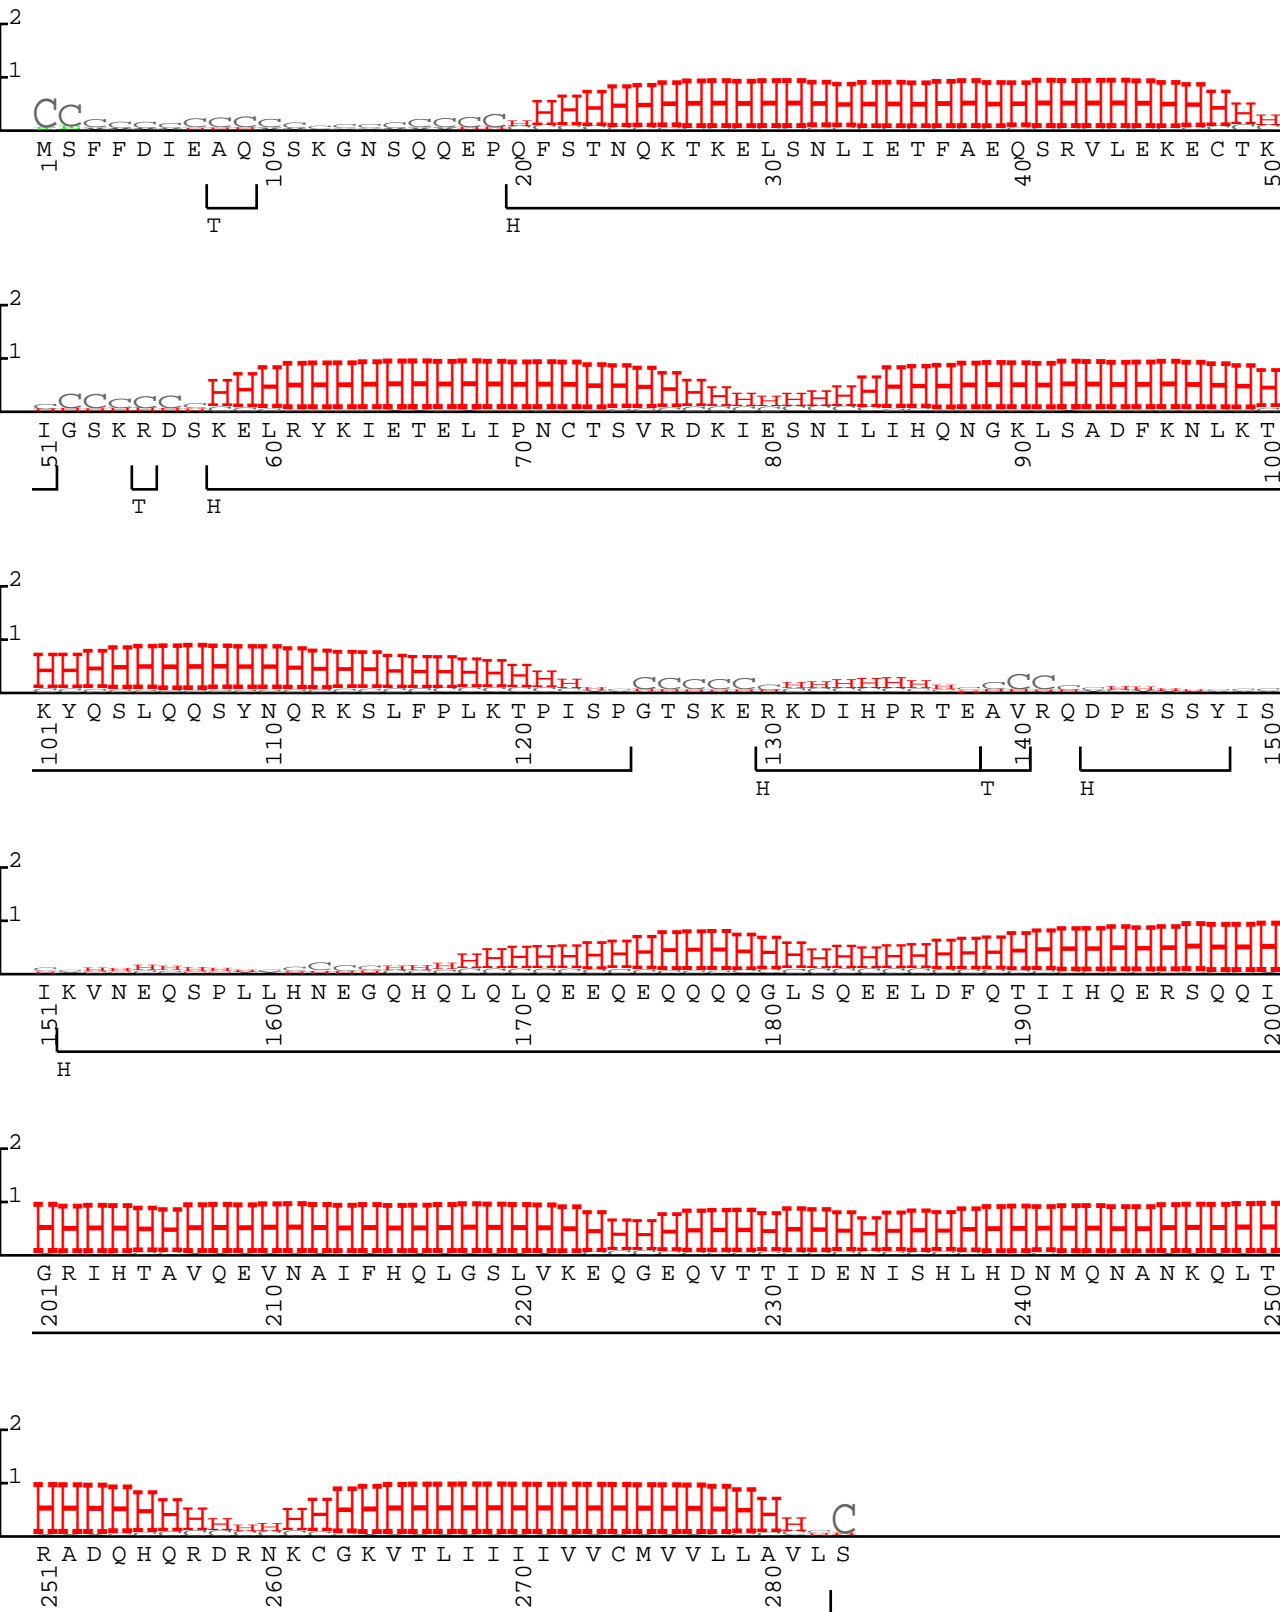 2
1
M S F F D I E A Q S S K G N S Q Q E P Q F S T N Q K T K E L S N L I E T F A E Q S R V L E K E C T K
1 10 20 30 40 50
T H
2
1
I G S K R D S K E L R Y K I E T E L I P N C T S V R D K I E S N I L I H Q N G K L S A D F K N L K T
51 60 70 80 90 100
T H
2
1
K Y Q S L Q Q S Y N Q R K S L F P L K T P I S P G T S K E R K D I H P R T E A V R Q D P E S S Y I S
101 110 120 130 140 150
H T H
2
1
I K V N E Q S P L L H N E G Q H Q L Q L Q E E Q E Q Q Q Q G L S Q E E L D F Q T I I H Q E R S Q Q I
151 160 170 180 190 200
H
2
1
G R I H T A V Q E V N A I F H Q L G S L V K E Q G E Q V T T I D E N I S H L H D N M Q N A N K Q L T
201 210 220 230 240 250
2
1
R A D Q H Q R D R N K C G K V T L I I I I V V C M V V L L A V L S
251 260 270 280